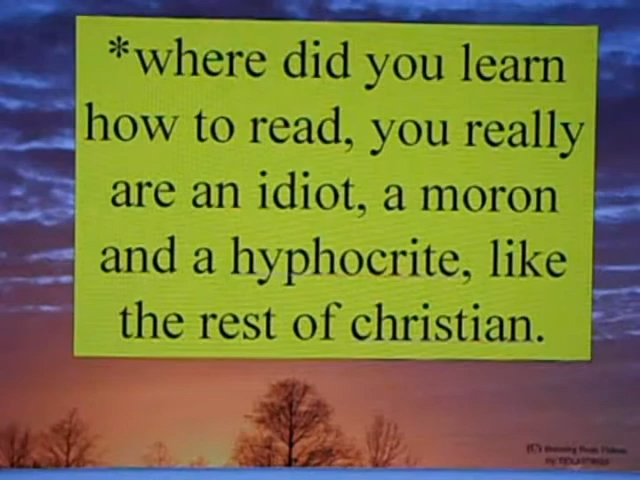 *where did you learn
how to read, you really
are an idiot, a moron
and a hyphocrite, like
the rest of christian.